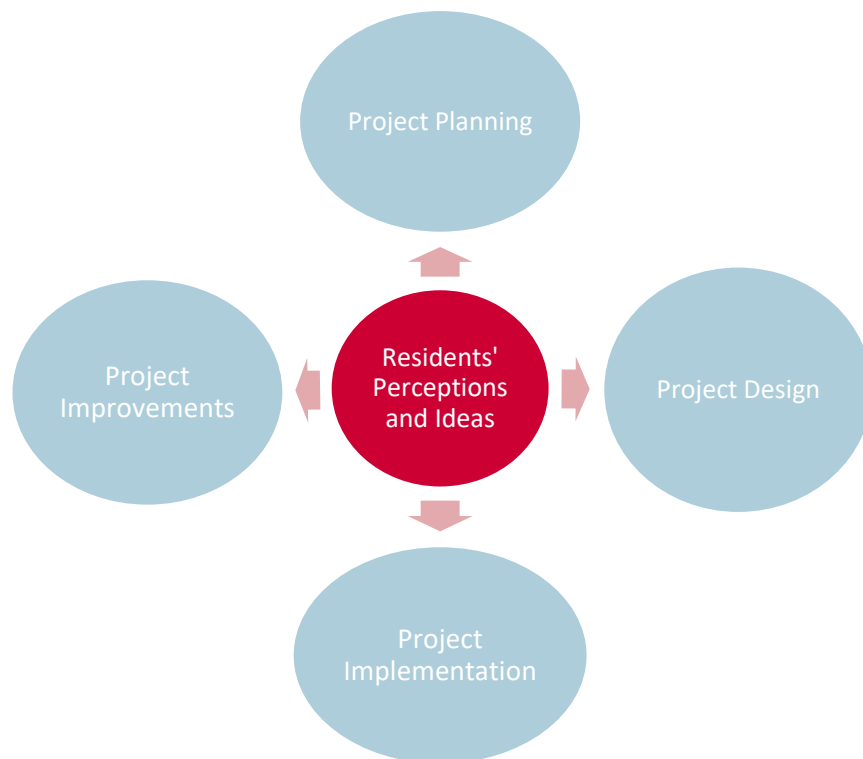 Project Planning
Project
Improvements
Residents'
Perceptions
and Ideas
Project Design
Project
Implementation